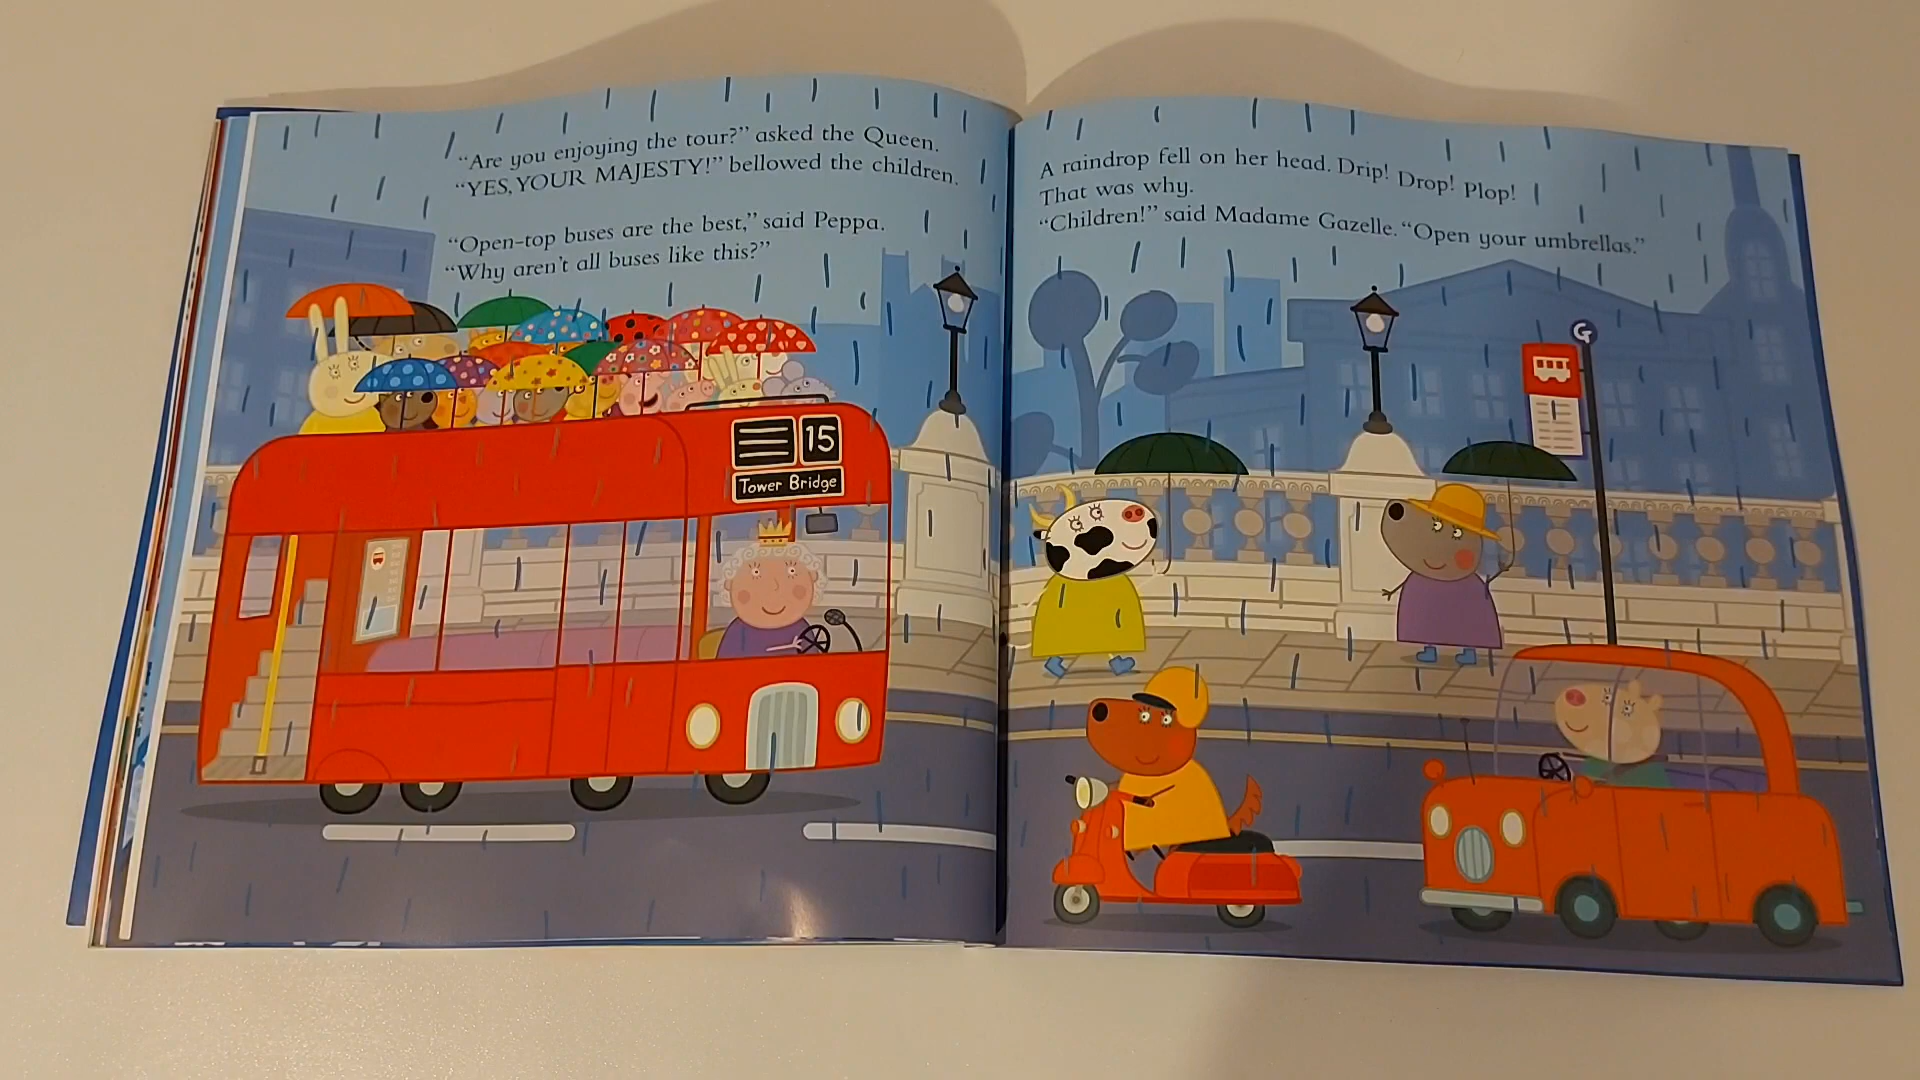 “Are you enjoying the tour?” asked the Queen.
“YES, YOUR MAJESTY!” bellowed the children.
“Open-top buses are the best,” said Peppa.
“Why aren’t all buses like this?”
15
Tower Bridge
A raindrop fell on her head. Drip! Drop! Plop!
That was why.
“Children!” said Madame Gazelle. “Open your umbrellas.”
G